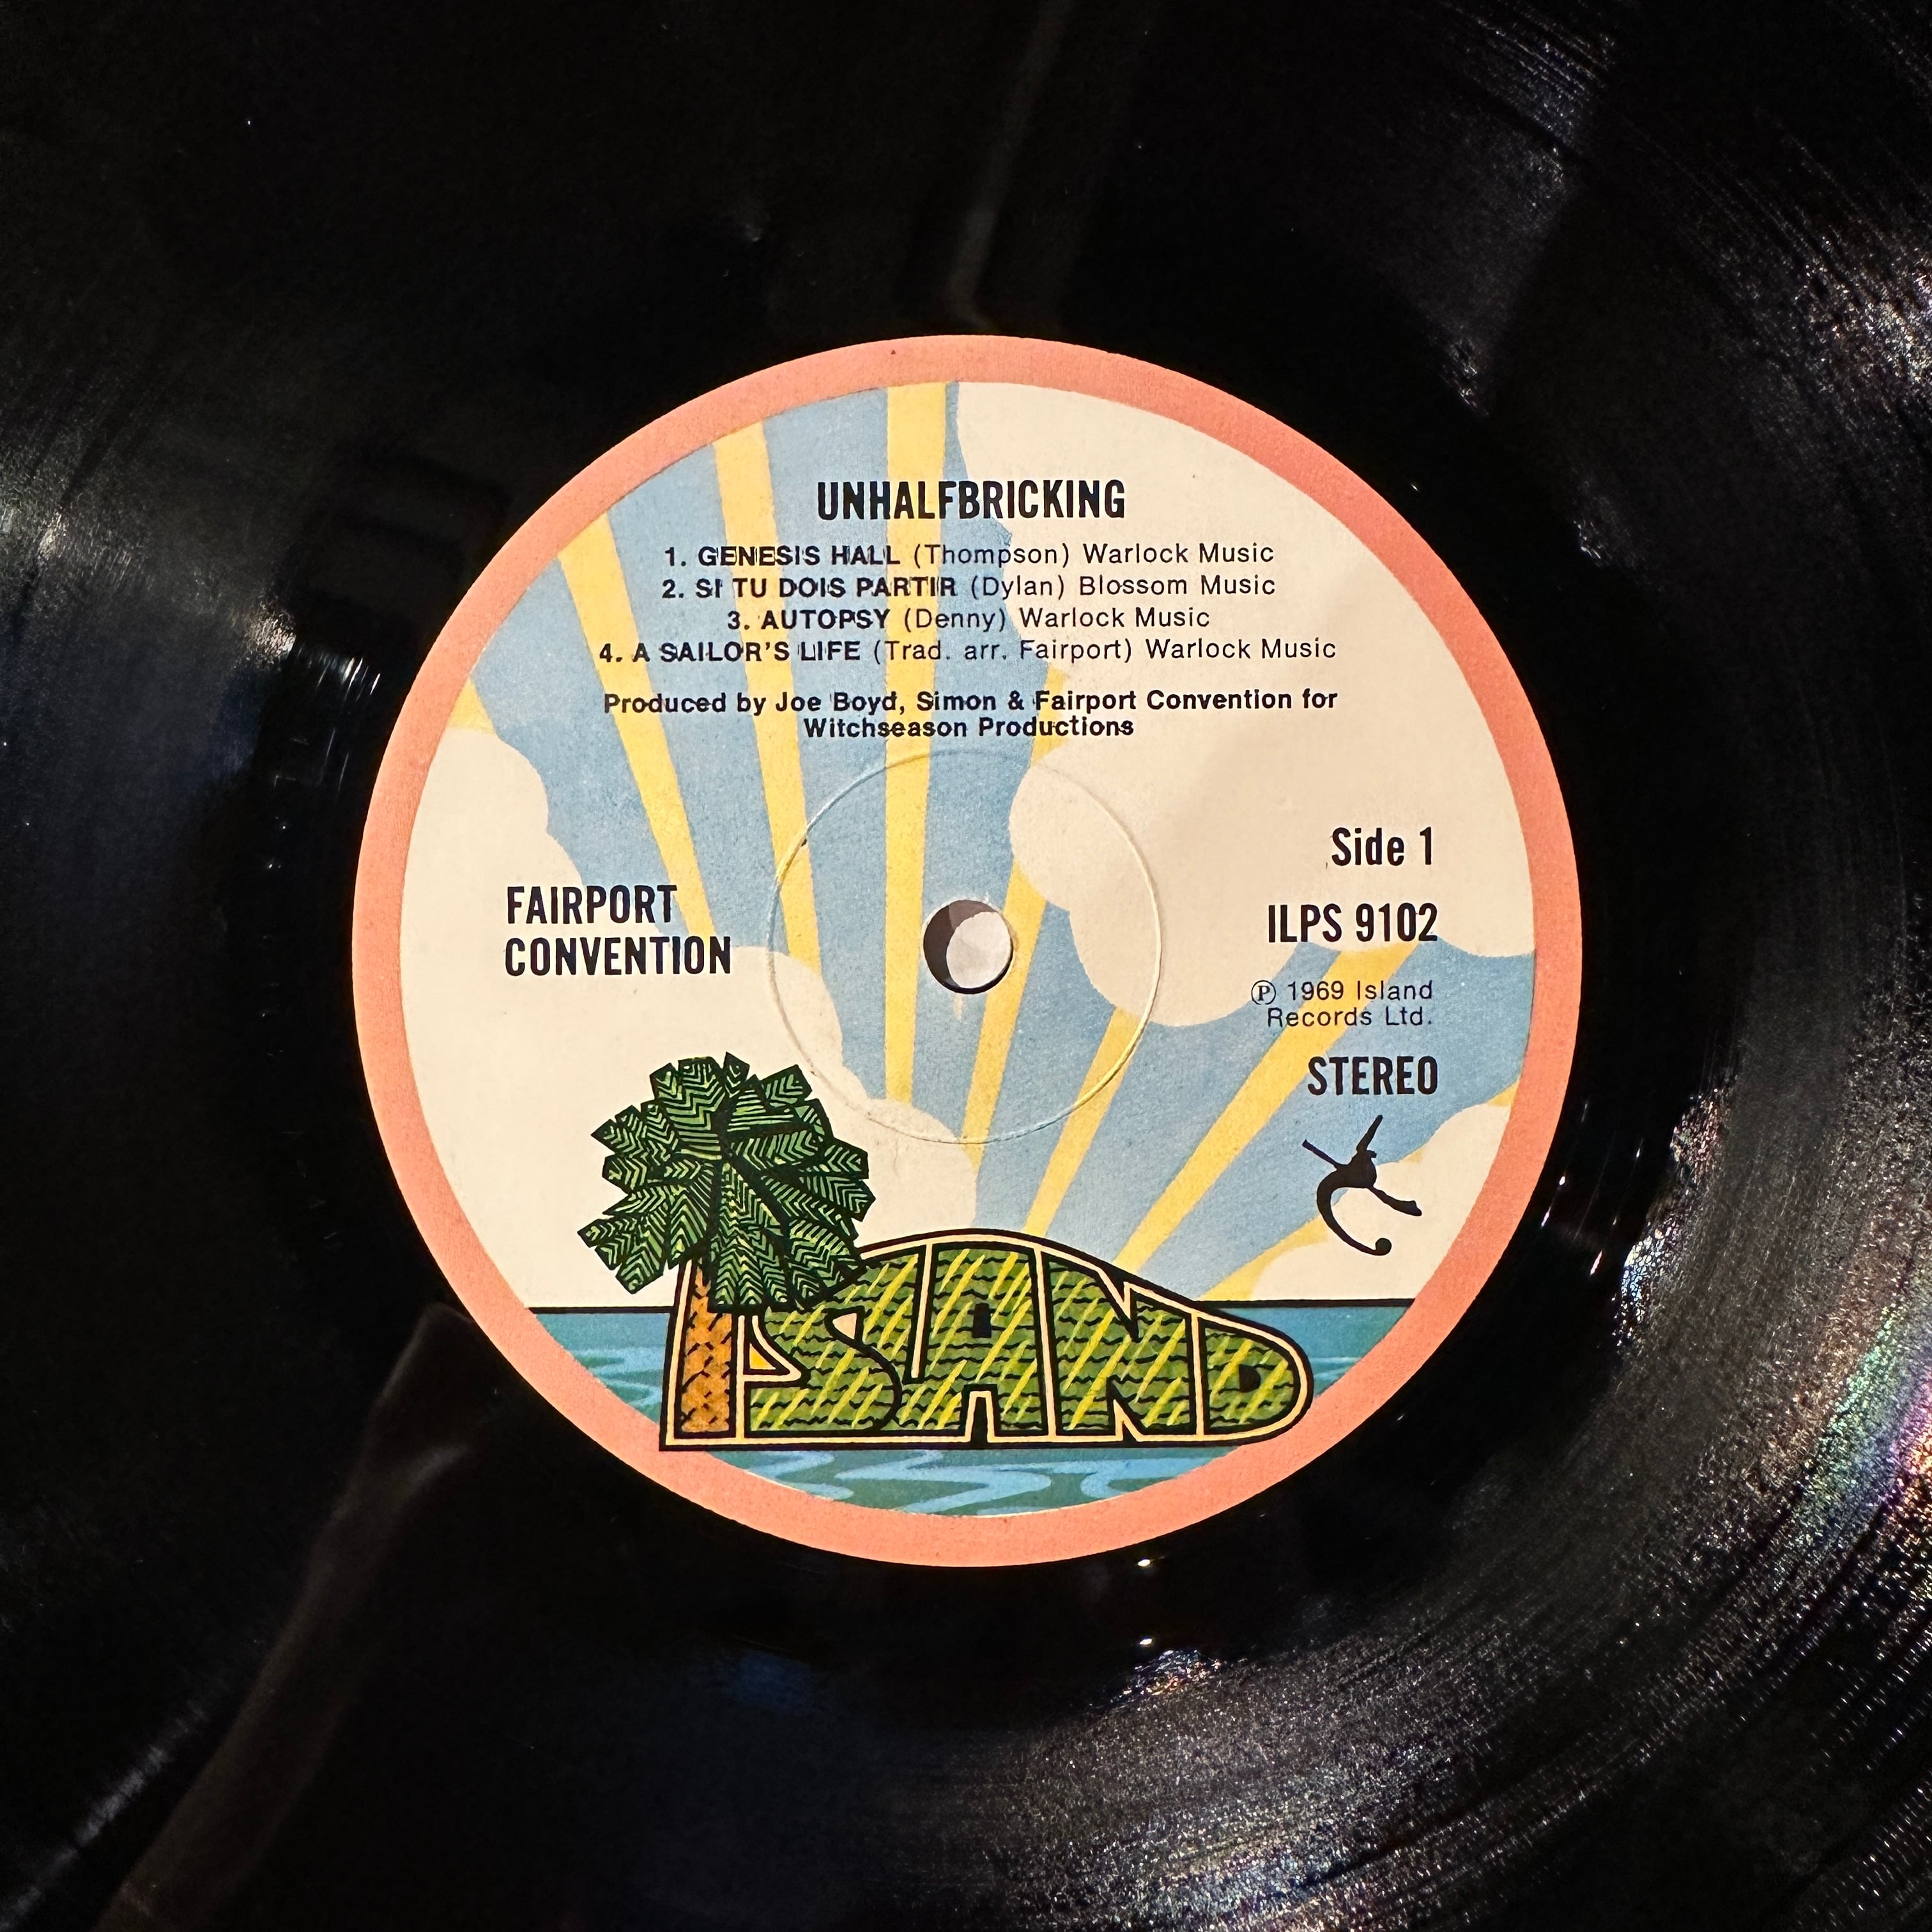 UNHALFBRICKING
1. GENESIS HALL (Thompson) Warlock Music
2. SI TU DOIS PARTIR (Dylan) Blossom Music
3. AUTOPSY (Denny) Warlock Music
4. A SAILOR'S LIFE (Trad. arr. Fairport) Warlock Music
Produced by Joe Boyd, Simon & Fairport Convention for
Witchseason Productions
Side 1
FAIRPORT
CONVENTION
ILPS 9102
Ⓟ 1969 Island
Records Ltd.
STEREO
ISLAND